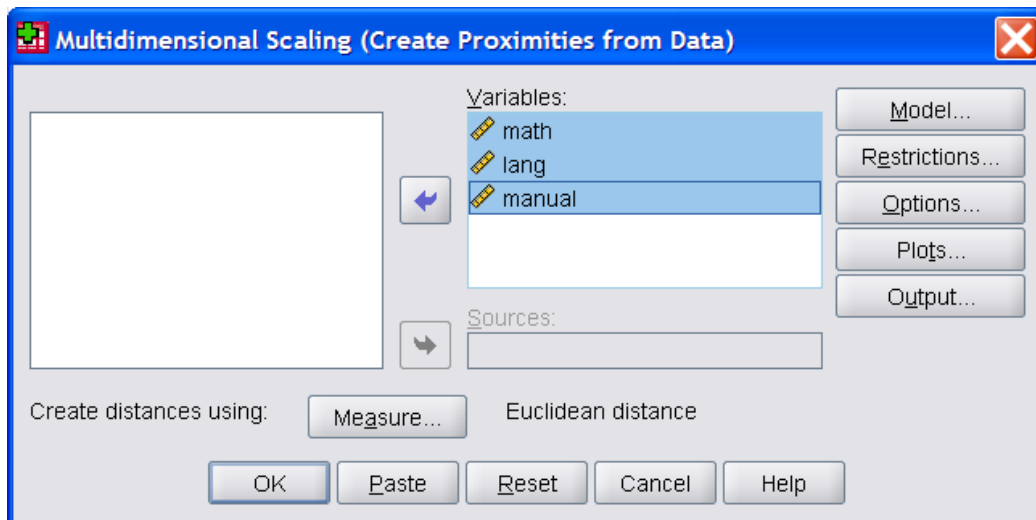 Multidimensional Scaling (Create Proximities from Data)
Variables:
math
lang
manual
Model...
Restrictions...
Options...
Plots...
Output...
Sources:
Create distances using: Measure... Euclidean distance
OK Paste Reset Cancel Help